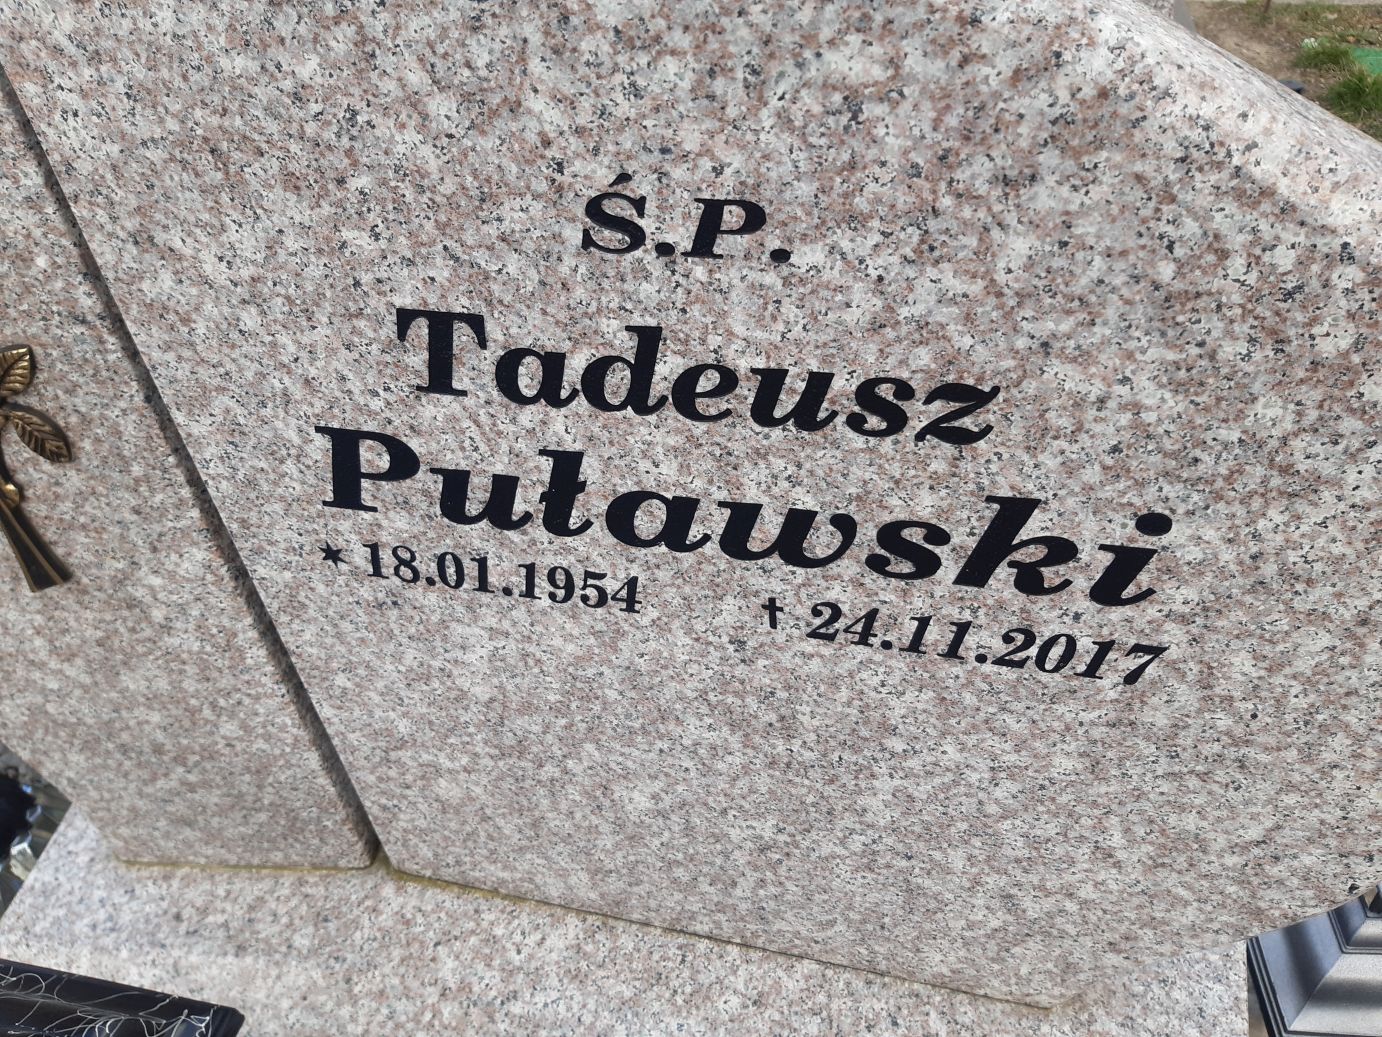 Ś.P.
Tadeusz
Puławski
✶ 18.01.1954 † 24.11.2017